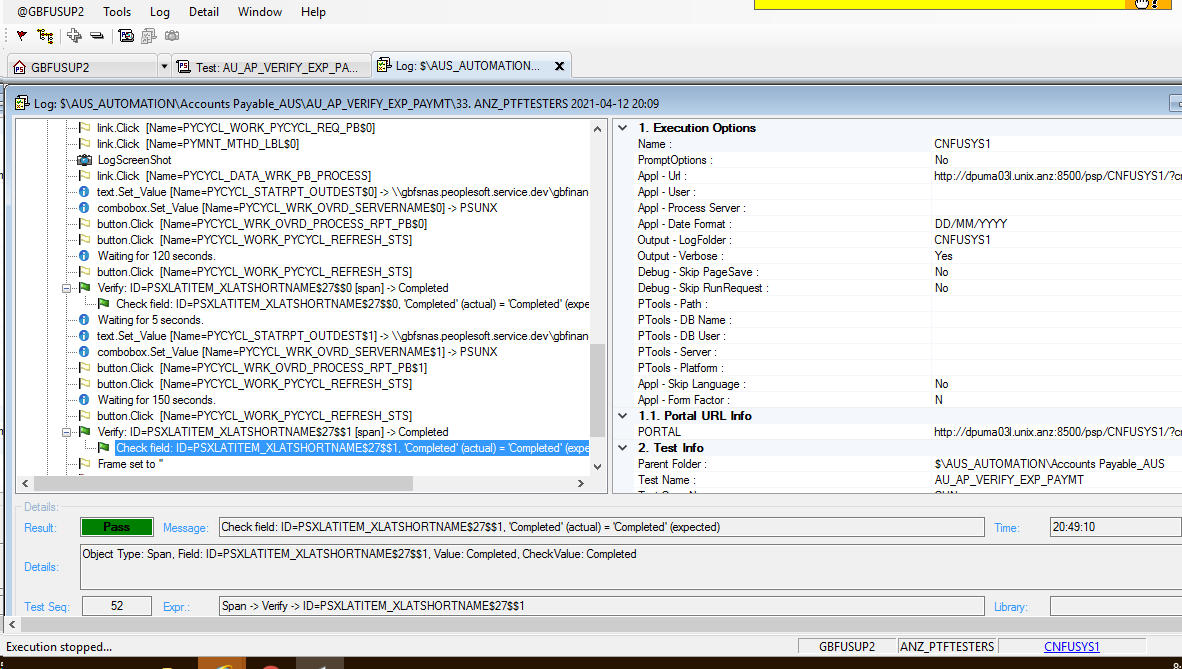 @GBFUSUP2 Tools Log Detail Window Help
GBFUSUP2 Test: AU_AP_VERIFY_EXP_PA... Log: $\AUS_AUTOMATION... X
Log: $\AUS_AUTOMATION\Accounts Payable_AUS\AU_AP_VERIFY_EXP_PAYMT\33. ANZ_PTFTESTERS 2021-04-12 20:09
link.Click [Name=PYCYCL_WORK_PYCYCL_REQ_PB$0]
link.Click [Name=PYMNT_MTHD_LBL$0]
LogScreenShot
link.Click [Name=PYCYCL_DATA_WRK_PB_PROCESS]
text.Set_Value [Name=PYCYCL_STATRPT_OUTDEST$0] -> \\gbfsnas.peoplesoft.service.dev\gbfinan
combobox.Set_Value [Name=PYCYCL_WRK_OVRD_SERVERNAME$0] -> PSUNX
button.Click [Name=PYCYCL_WRK_OVRD_PROCESS_RPT_PB$0]
button.Click [Name=PYCYCL_WORK_PYCYCL_REFRESH_STS]
Waiting for 120 seconds.
button.Click [Name=PYCYCL_WORK_PYCYCL_REFRESH_STS]
Verify: ID=PSXLATITEM_XLATSHORTNAME$27$$0 [span] -> Completed
Check field: ID=PSXLATITEM_XLATSHORTNAME$27$$0, 'Completed' (actual) = 'Completed' (expe
Waiting for 5 seconds.
text.Set_Value [Name=PYCYCL_STATRPT_OUTDEST$1] -> \\gbfsnas.peoplesoft.service.dev\gbfinan
combobox.Set_Value [Name=PYCYCL_WRK_OVRD_SERVERNAME$1] -> PSUNX
button.Click [Name=PYCYCL_WRK_OVRD_PROCESS_RPT_PB$1]
button.Click [Name=PYCYCL_WORK_PYCYCL_REFRESH_STS]
Waiting for 150 seconds.
button.Click [Name=PYCYCL_WORK_PYCYCL_REFRESH_STS]
Verify: ID=PSXLATITEM_XLATSHORTNAME$27$$1 [span] -> Completed
Check field: ID=PSXLATITEM_XLATSHORTNAME$27$$1, 'Completed' (actual) = 'Completed' (expe
Frame set to ''
1. Execution Options
Name : CNFUSYS1
PromptOptions : No
Appl - Url : http://dpuma03l.unix.anz:8500/psp/CNFUSYS1/?c
Appl - User :
Appl - Process Server :
Appl - Date Format : DD/MM/YYYY
Output - LogFolder : CNFUSYS1
Output - Verbose : Yes
Debug - Skip PageSave : No
Debug - Skip RunRequest : No
PTools - Path :
PTools - DB Name :
PTools - DB User :
PTools - Server :
PTools - Platform :
Appl - Skip Language : No
Appl - Form Factor : N
1.1. Portal URL Info
PORTAL http://dpuma03l.unix.anz:8500/psp/CNFUSYS1/?c
2. Test Info
Parent Folder : $\AUS_AUTOMATION\Accounts Payable_AUS
Test Name : AU_AP_VERIFY_EXP_PAYMT
Details:
Result: Pass Message: Check field: ID=PSXLATITEM_XLATSHORTNAME$27$$1, 'Completed' (actual) = 'Completed' (expected) Time: 20:49:10
Details: Object Type: Span, Field: ID=PSXLATITEM_XLATSHORTNAME$27$$1, Value: Completed, CheckValue: Completed
Test Seq: 52 Expr.: Span -> Verify -> ID=PSXLATITEM_XLATSHORTNAME$27$$1 Library:
Execution stopped... GBFUSUP2 ANZ_PTFTESTERS CNFUSYS1